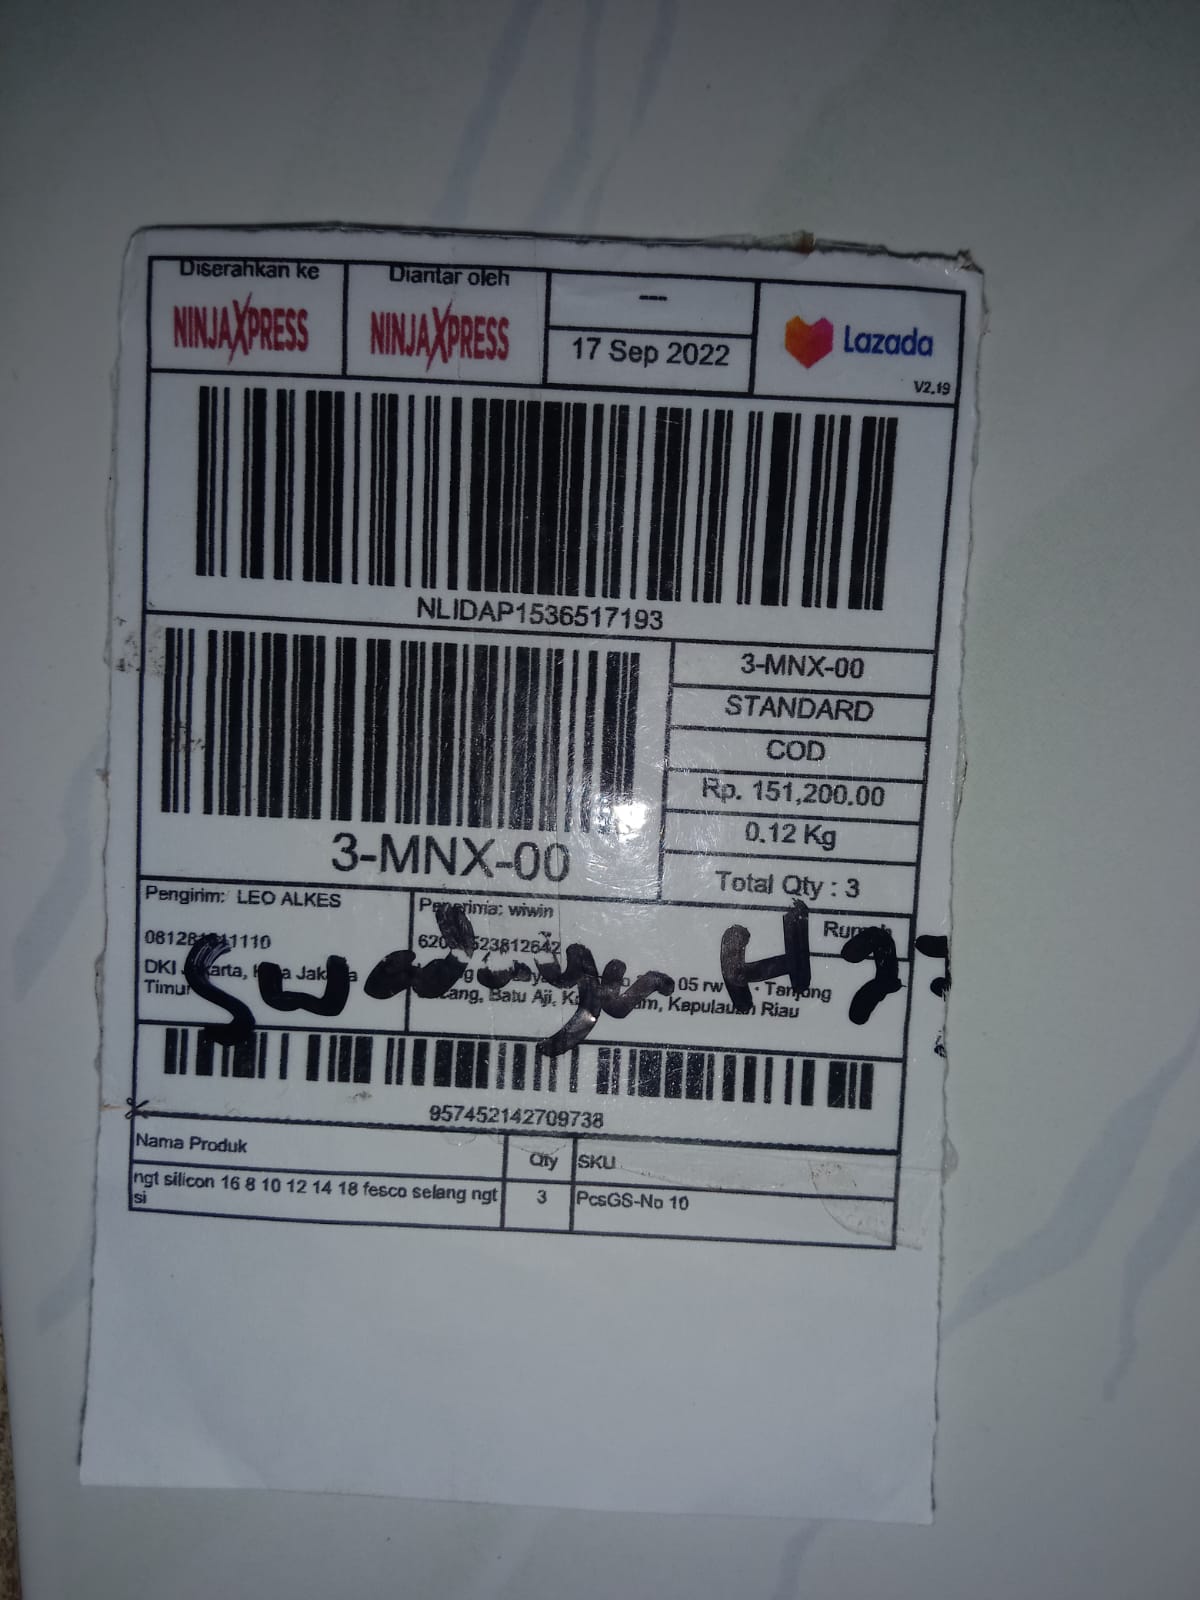 Diserahkan ke
NINJAXPRESS
Diantar oleh
NINJAXPRESS
---
17 Sep 2022
Lazada
V2.19
NLIDAP1536517193
3-MNX-00
3-MNX-00
STANDARD
COD
Rp. 151,200.00
0.12 Kg
Total Qty : 3
Pengirim: LEO ALKES
DKI
Timur
Penerima: wiwin
Rumah
05 rw Tanjong
Batu Aji, Kepulauan Riau
H
957452142709738
Nama Produk
Qty
SKU
ngt silicon 16 8 10 12 14 18 fesco selang ngt
si
3
PcsGS-No 10